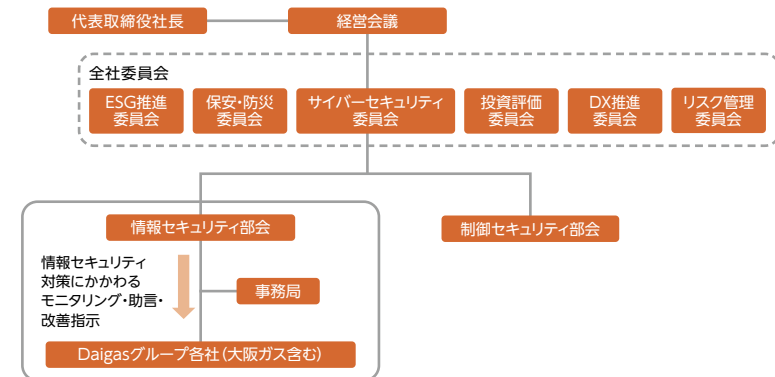 代表取締役社長
経営会議
全社委員会
ESG推進
委員会
保安・防災
委員会
サイバーセキュリティ
委員会
投資評価
委員会
DX推進
委員会
リスク管理
委員会
情報セキュリティ部会
制御セキュリティ部会
情報セキュリティ
対策にかかわる
モニタリング・助言・
改善指示
事務局
Daigasグループ各社（大阪ガス含む）